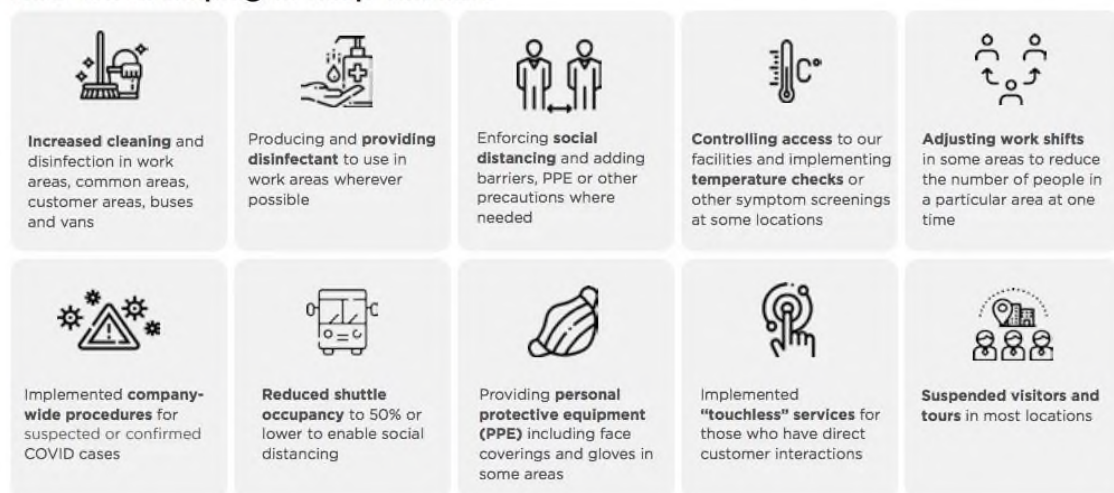 Increased cleaning and
disinfection in work
areas, common areas,
customer areas, buses
and vans
Producing and providing
disinfectant to use in
work areas wherever
possible
Enforcing social
distancing and adding
barriers, PPE or other
precautions where
needed
C°
Controlling access to our
facilities and implementing
temperature checks or
other symptom screenings
at some locations
Adjusting work shifts
in some areas to reduce
the number of people in
a particular area at one
time
Implemented company-
wide procedures for
suspected or confirmed
COVID cases
Reduced shuttle
occupancy to 50% or
lower to enable social
distancing
Providing personal
protective equipment
(PPE) including face
coverings and gloves in
some areas
Implemented
“touchless” services for
those who have direct
customer interactions
Suspended visitors and
tours in most locations